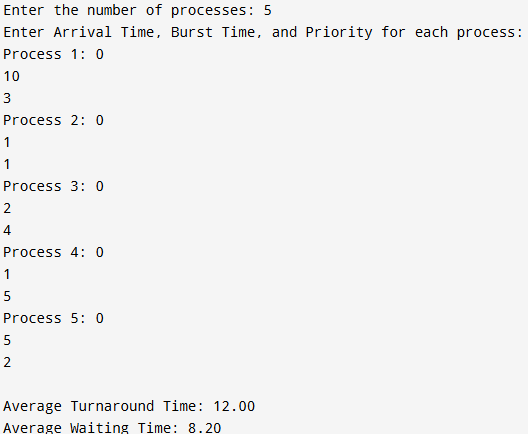 Enter the number of processes: 5
Enter Arrival Time, Burst Time, and Priority for each process:
Process 1: 0
10
3
Process 2: 0
1
1
Process 3: 0
2
4
Process 4: 0
1
5
Process 5: 0
5
2
Average Turnaround Time: 12.00
Average Waiting Time: 8.20